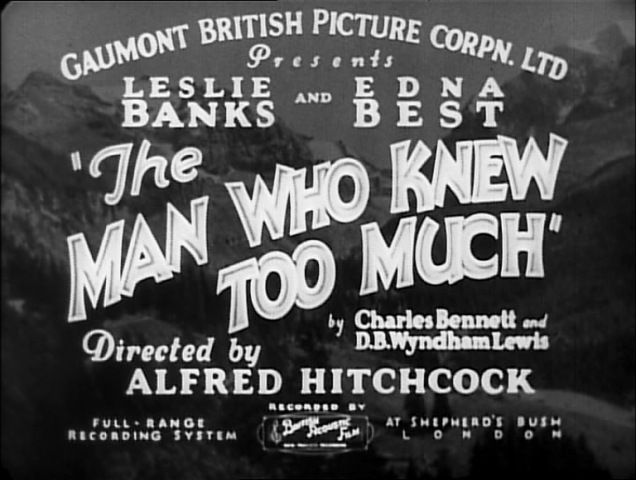 GAUMONT BRITISH PICTURE CORPN. LTD
Presents
LESLIE BANKS AND EDNA BEST
"The
MAN WHO KNEW
TOO MUCH"
by Charles Bennett and
D.B. Wyndham Lewis
Directed by
ALFRED HITCHCOCK
FULL-RANGE
RECORDING SYSTEM
RECORDED BY
BRITISH
ACOUSTIC
FILM
AT SHEPHERD'S BUSH
LONDON